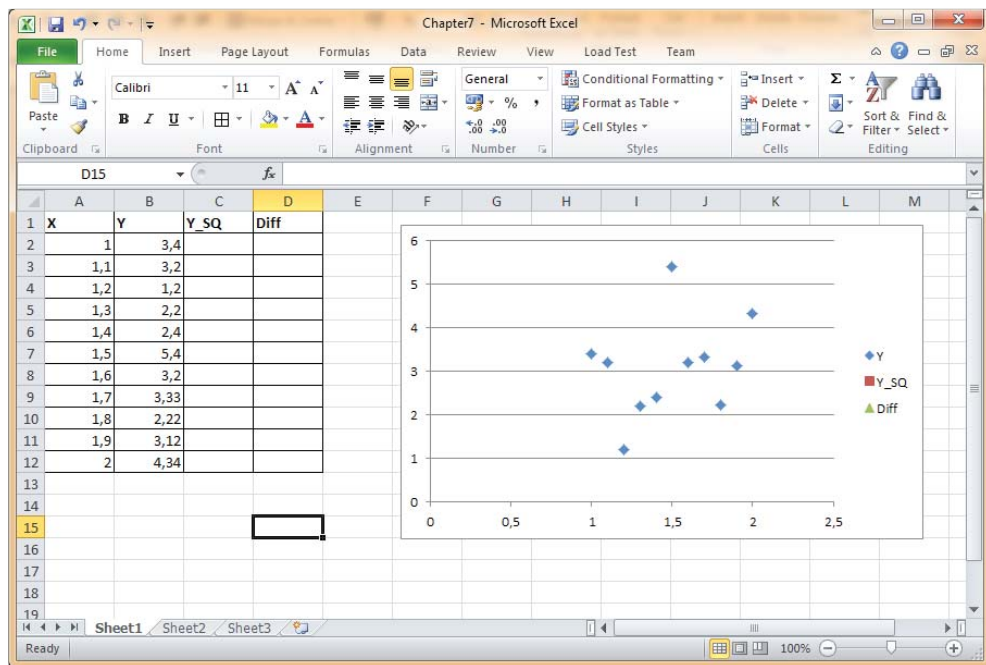 Chapter7 - Microsoft Excel
File Home Insert Page Layout Formulas Data Review View Load Test Team
Paste
Calibri 11 A A
B I U A
General
% ,
Conditional Formatting
Format as Table
Cell Styles
Insert
Delete
Format
Σ
Sort & Filter
Find & Select
Clipboard Font Alignment Number Styles Cells Editing
D15 fx
A B C D E F G H I J K L M
1 X Y Y_SQ Diff
2 1 3,4
3 1,1 3,2
4 1,2 1,2
5 1,3 2,2
6 1,4 2,4
7 1,5 5,4
8 1,6 3,2
9 1,7 3,33
10 1,8 2,22
11 1,9 3,12
12 2 4,34
13
14
15
16
17
18
19
6
5
4
3
2
1
0
0 0,5 1 1,5 2 2,5
Y
Y_SQ
Diff
Sheet1 Sheet2 Sheet3
Ready 100%